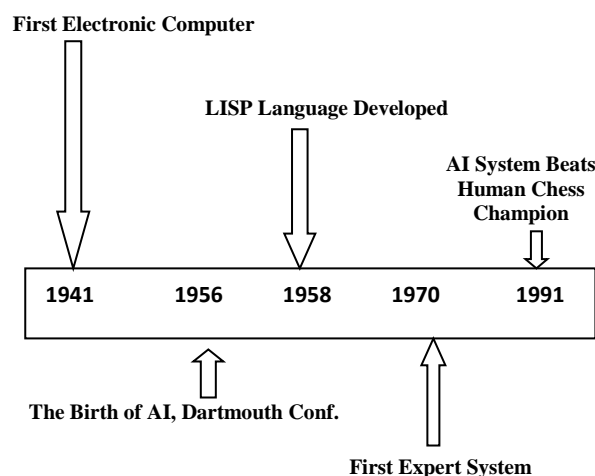 First Electronic Computer
LISP Language Developed
AI System Beats
Human Chess
Champion
1941 1956 1958 1970 1991
The Birth of AI, Dartmouth Conf.
First Expert System